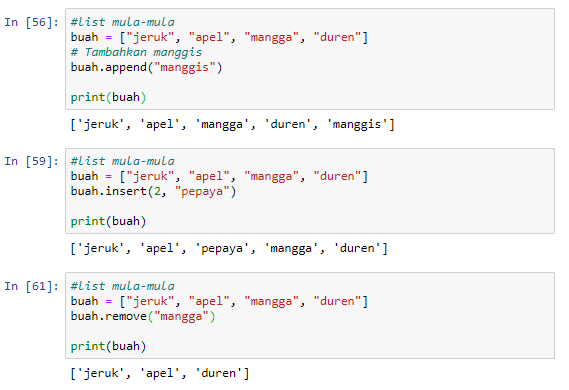 In [56]: #list mula-mula
buah = ["jeruk", "apel", "mangga", "duren"]
# Tambahkan manggis
buah.append("manggis")
print(buah)
['jeruk', 'apel', 'mangga', 'duren', 'manggis']
In [59]: #list mula-mula
buah = ["jeruk", "apel", "mangga", "duren"]
buah.insert(2, "pepaya")
print(buah)
['jeruk', 'apel', 'pepaya', 'mangga', 'duren']
In [61]: #list mula-mula
buah = ["jeruk", "apel", "mangga", "duren"]
buah.remove("mangga")
print(buah)
['jeruk', 'apel', 'duren']